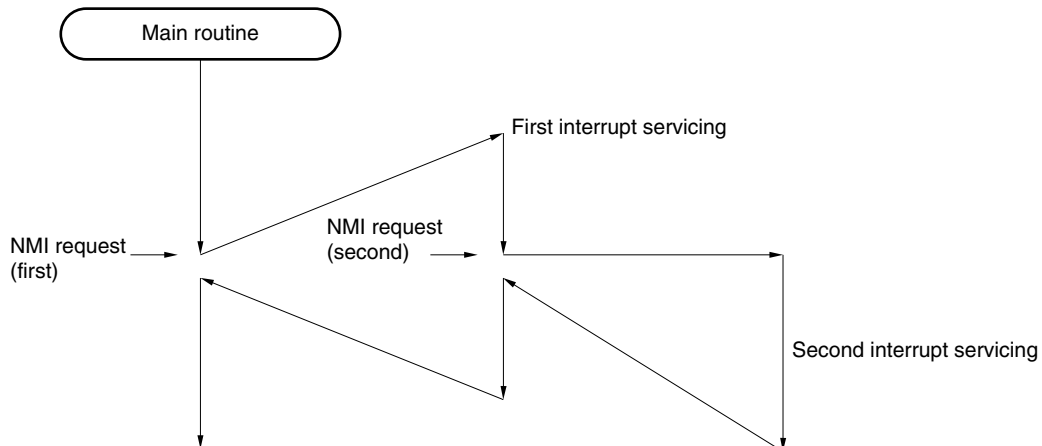 Main routine
First interrupt servicing
NMI request
(first)
NMI request
(second)
Second interrupt servicing